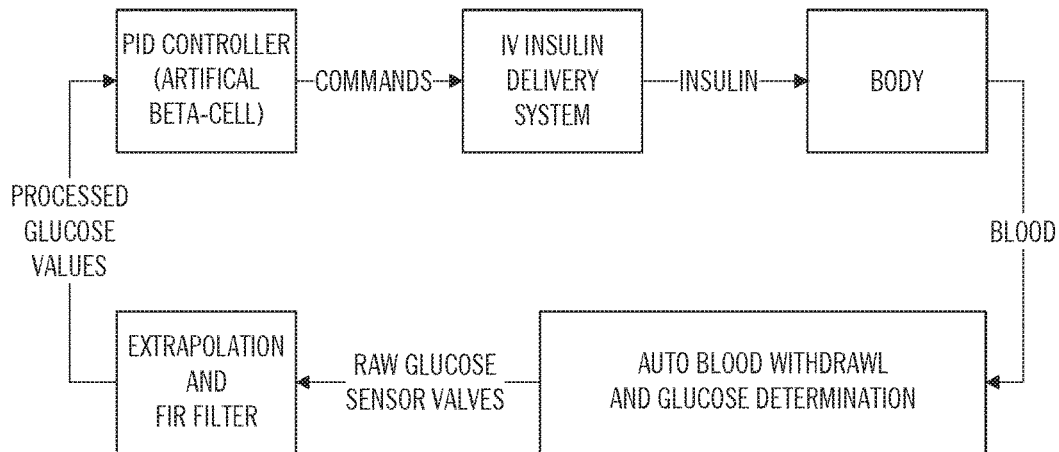 PID CONTROLLER
(ARTIFICAL
BETA-CELL)
COMMANDS
IV INSULIN
DELIVERY
SYSTEM
INSULIN
BODY
PROCESSED
GLUCOSE
VALUES
BLOOD
EXTRAPOLATION
AND
FIR FILTER
RAW GLUCOSE
SENSOR VALVES
AUTO BLOOD WITHDRAWL
AND GLUCOSE DETERMINATION